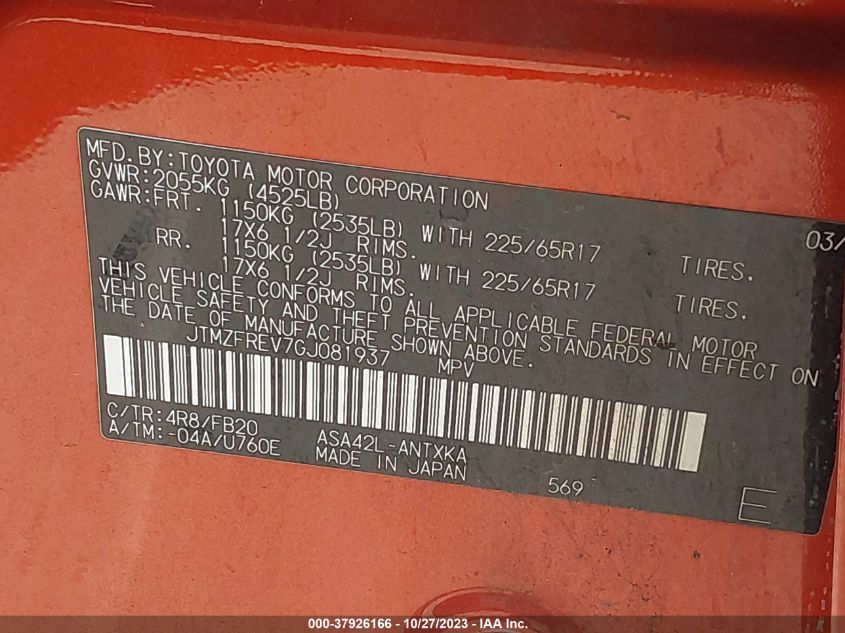 MFD.BY:TOYOTA MOTOR CORPORATION
GVWR:2055KG (4525LB)
GAWR:FRT. 1150KG (2535LB) WITH 225/65R17 TIRES. 03/
17X6 1/2J RIMS.
RR. 1150KG (2535LB) WITH 225/65R17 TIRES.
17X6 1/2J RIMS.
THIS VEHICLE CONFORMS TO ALL APPLICABLE FEDERAL MOTOR
VEHICLE SAFETY AND THEFT PREVENTION STANDARDS IN EFFECT ON
THE DATE OF MANUFACTURE SHOWN ABOVE.
JTMZFREV7GJ081937 MPV
C/TR:4R8/FB20 ASA42L-ANTXKA
A/TM:-04A/U760E MADE IN JAPAN
569 E
000-37926166 - 10/27/2023 - IAA Inc.